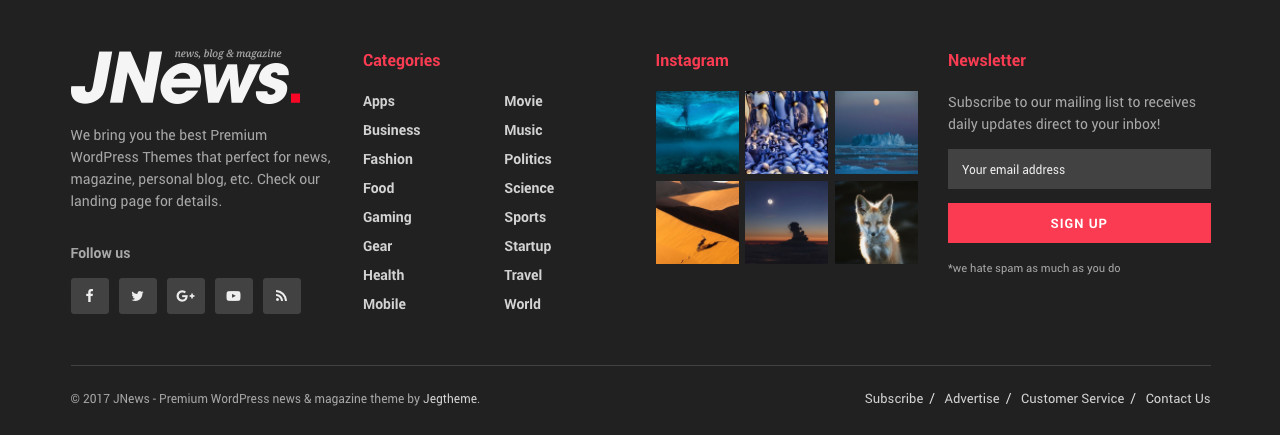 news, blog & magazine
JNews.
We bring you the best Premium
WordPress Themes that perfect for news,
magazine, personal blog, etc. Check our
landing page for details.
Follow us
Categories
Apps
Business
Fashion
Food
Gaming
Gear
Health
Mobile
Movie
Music
Politics
Science
Sports
Startup
Travel
World
Instagram
Newsletter
Subscribe to our mailing list to receives
daily updates direct to your inbox!
Your email address
SIGN UP
*we hate spam as much as you do
© 2017 JNews - Premium WordPress news & magazine theme by Jegtheme.
Subscribe / Advertise / Customer Service / Contact Us